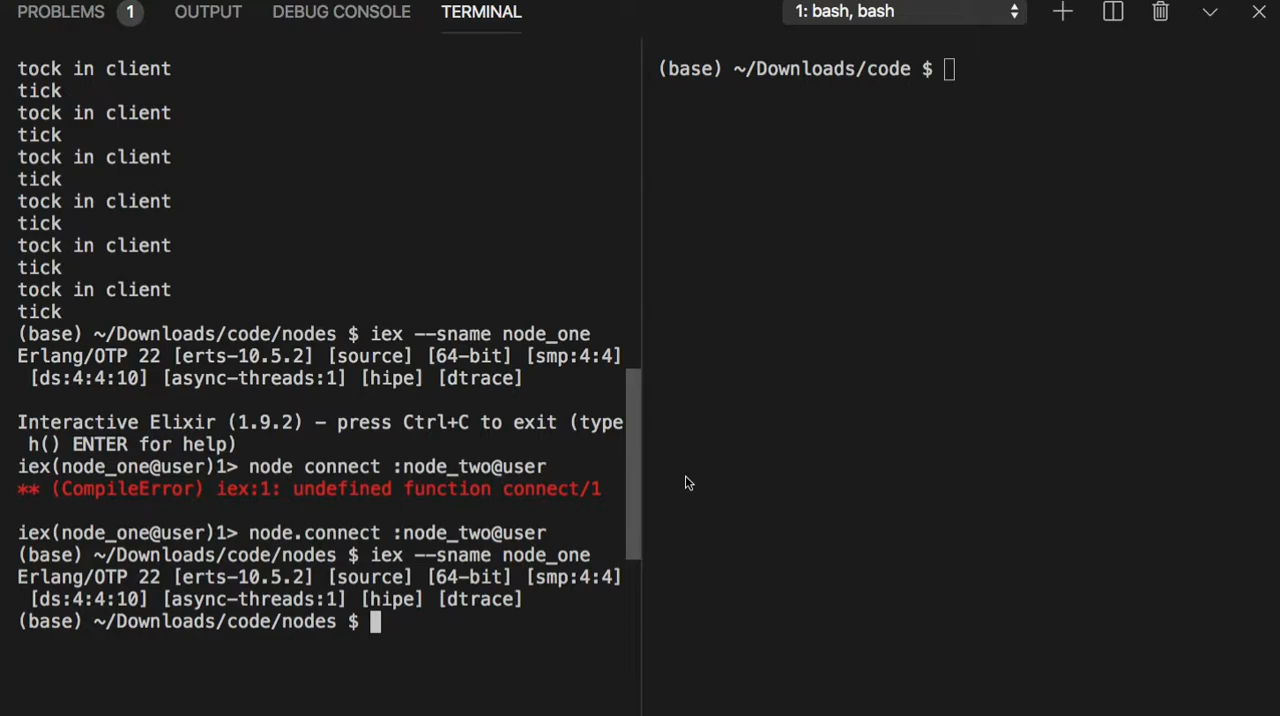 PROBLEMS 1 OUTPUT DEBUG CONSOLE TERMINAL 1: bash, bash
tock in client
tick
tock in client
tick
tock in client
tick
tock in client
tick
tock in client
tick
tock in client
tick
(base) ~/Downloads/code/nodes $ iex --sname node_one
Erlang/OTP 22 [erts-10.5.2] [source] [64-bit] [smp:4:4]
[ds:4:4:10] [async-threads:1] [hipe] [dtrace]
Interactive Elixir (1.9.2) - press Ctrl+C to exit (type
h() ENTER for help)
iex(node_one@user)1> node connect :node_two@user
** (CompileError) iex:1: undefined function connect/1
iex(node_one@user)1> node.connect :node_two@user
(base) ~/Downloads/code/nodes $ iex --sname node_one
Erlang/OTP 22 [erts-10.5.2] [source] [64-bit] [smp:4:4]
[ds:4:4:10] [async-threads:1] [hipe] [dtrace]
(base) ~/Downloads/code/nodes $
(base) ~/Downloads/code $